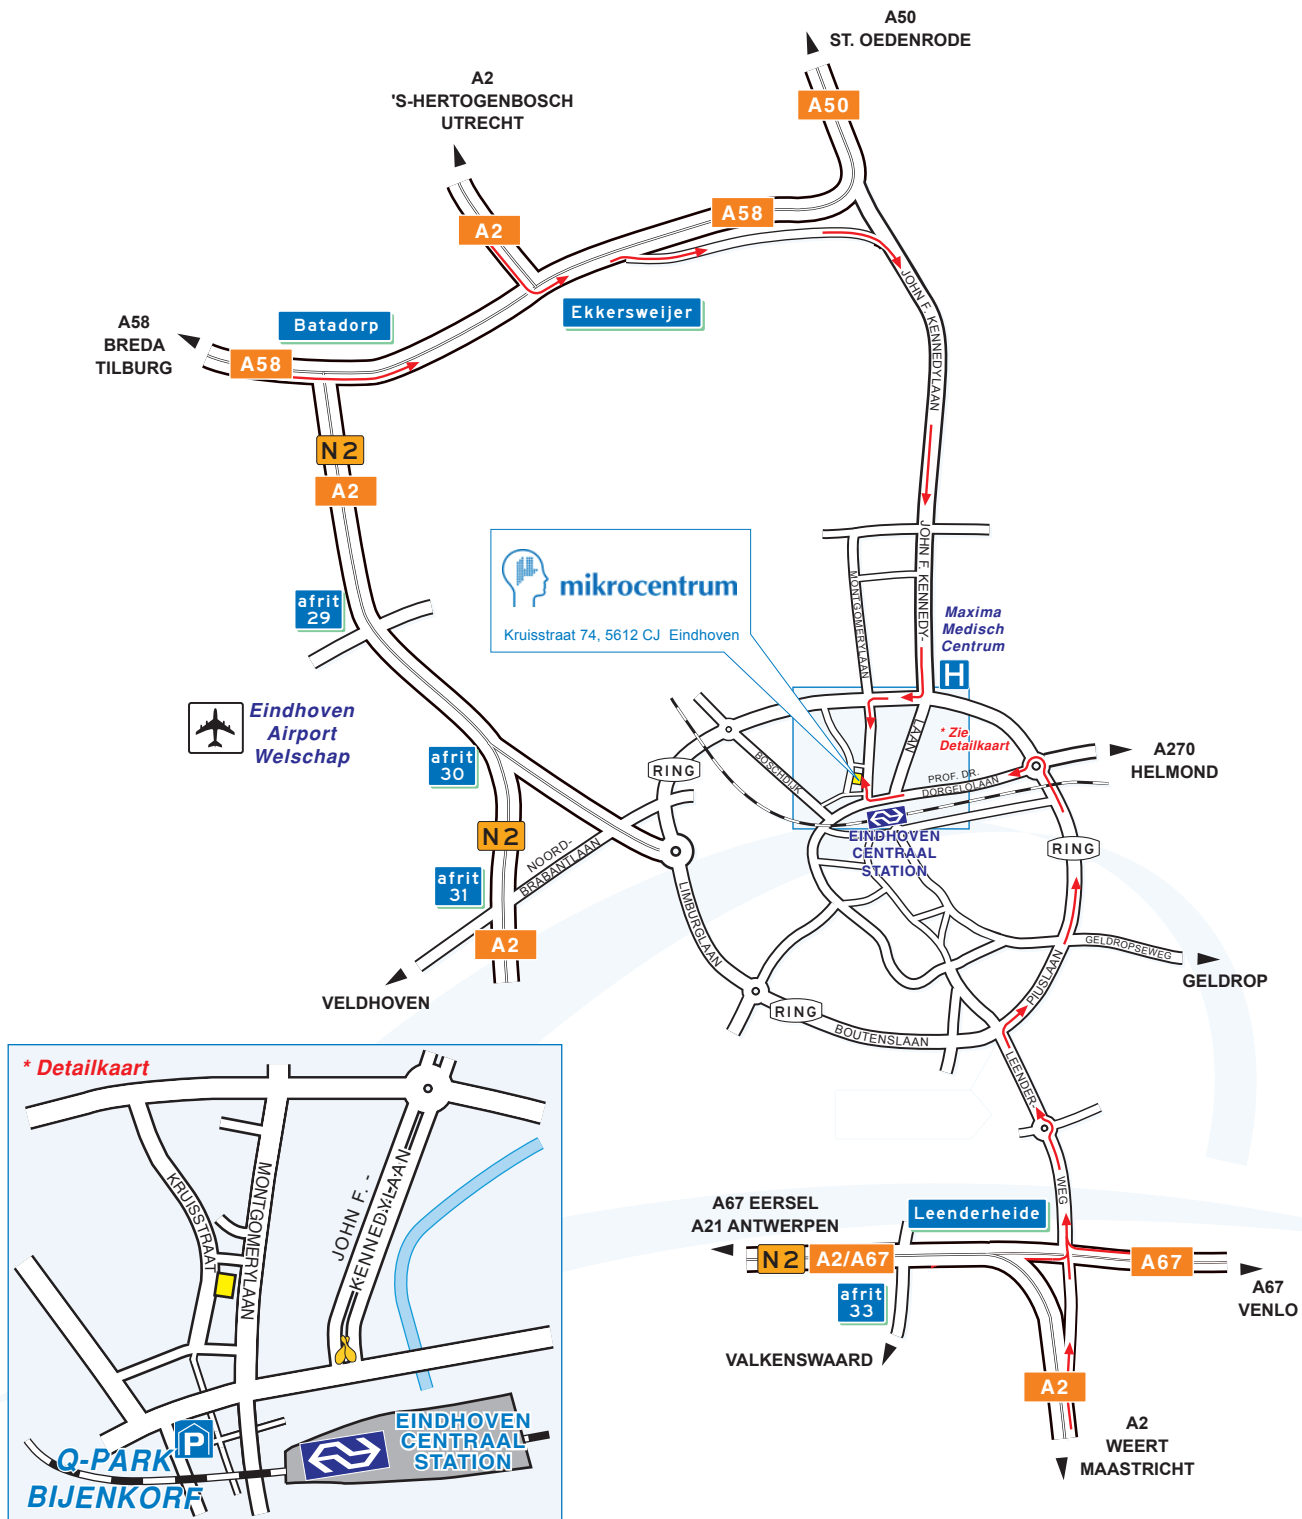 A50
ST. OEDENRODE
A2
'S-HERTOGENBOSCH
UTRECHT
A50
A58
A2
Ekkersweijer
Batadorp
A58
BREDA
TILBURG
A58
JOHN F. KENNEDYLAAN
N2
A2
mikrocentrum
Kruisstraat 74, 5612 CJ Eindhoven
JOHN F. KENNEDY-
LAAN
MONTGOMERYLAAN
Maxima
Medisch
Centrum
H
afrit
29
Eindhoven
Airport
Welschap
afrit
30
RING
BOSCHDIJK
* Zie
Detailkaart
PROF. DR.
DORGELOLAAN
A270
HELMOND
EINDHOVEN
CENTRAAL
STATION
RING
N2
NOORD-
BRABANTLAAN
afrit
31
A2
LIMBURGLAAN
VELDHOVEN
GELDROPSEWEG
GELDROP
PIUSLAAN
RING
BOUTENSLAAN
LEENDER-
WEG
A67 EERSEL
A21 ANTWERPEN
Leenderheide
N2
A2/A67
A67
afrit
33
A67
VENLO
VALKENSWAARD
A2
A2
WEERT
MAASTRICHT
* Detailkaart
KRUISSTRAAT
MONTGOMERYLAAN
JOHN F. -
KENNEDYLAAN
P
Q-PARK
BIJENKORF
EINDHOVEN
CENTRAAL
STATION